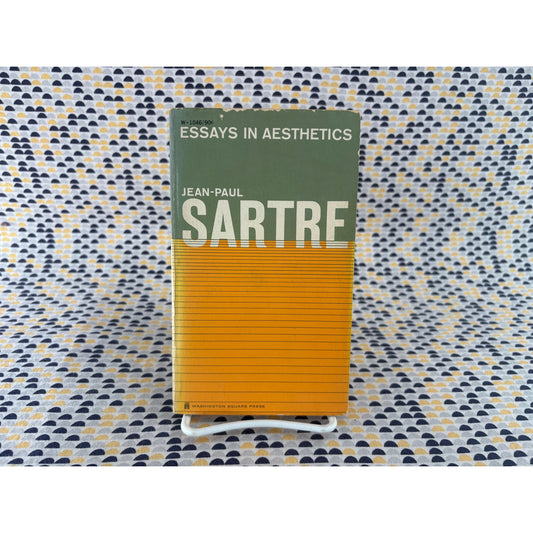 W•1046/90¢
ESSAYS IN AESTHETICS
JEAN-PAUL
SARTRE
WASHINGTON SQUARE PRESS